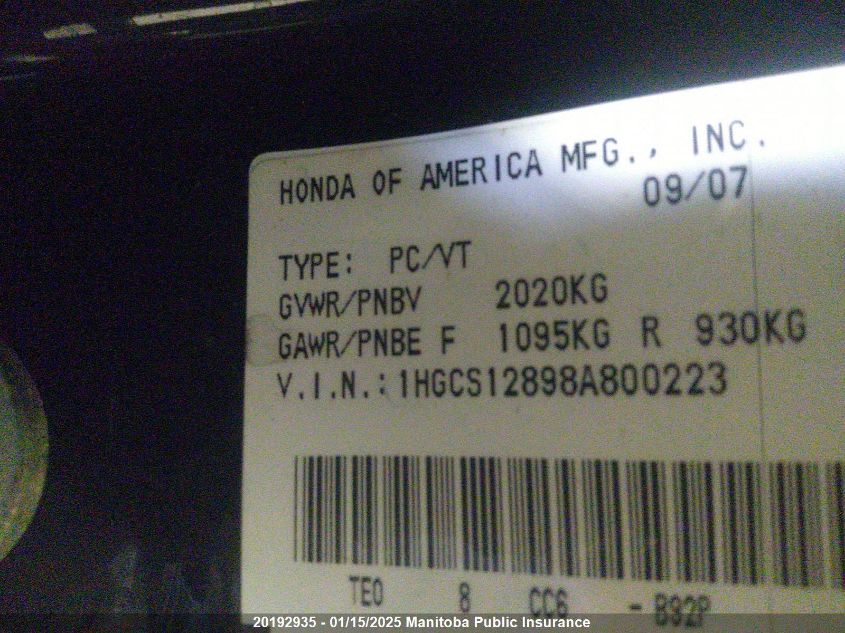 HONDA OF AMERICA MFG., INC.
09/07
TYPE: PC/VT
GVWR/PNBV 2020KG
GAWR/PNBE F 1095KG R 930KG
V.I.N.: 1HGCS12898A800223
TE0 8 CC6 - B92P
20192935 - 01/15/2025 Manitoba Public Insurance